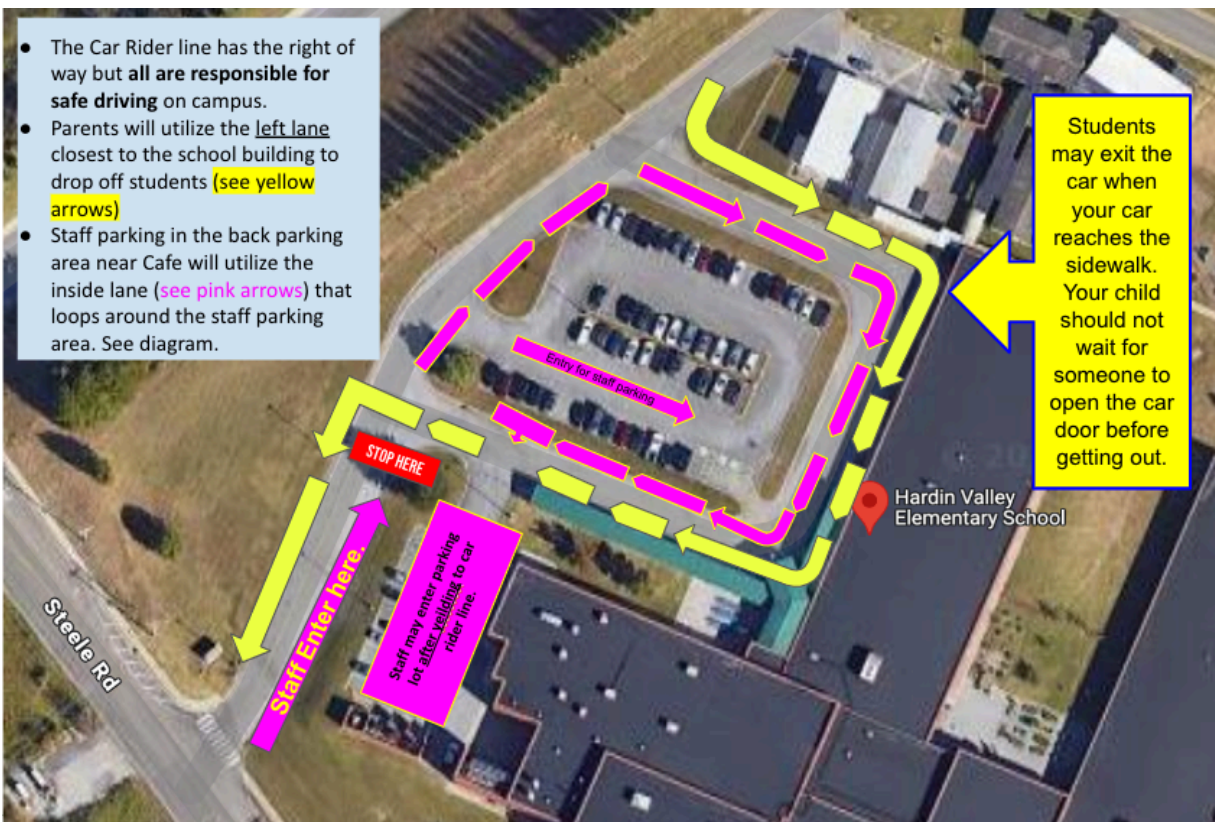 ● The Car Rider line has the right of
way but all are responsible for
safe driving on campus.
● Parents will utilize the left lane
closest to the school building to
drop off students (see yellow
arrows)
● Staff parking in the back parking
area near Cafe will utilize the
inside lane (see pink arrows) that
loops around the staff parking
area. See diagram.
Students
may exit the
car when
your car
reaches the
sidewalk.
Your child
should not
wait for
someone to
open the car
door before
getting out.
Entry for staff parking
STOP HERE
Hardin Valley
Elementary School
Staff may enter parking
lot after yeilding to car
rider line.
Staff Enter here.
Steele Rd